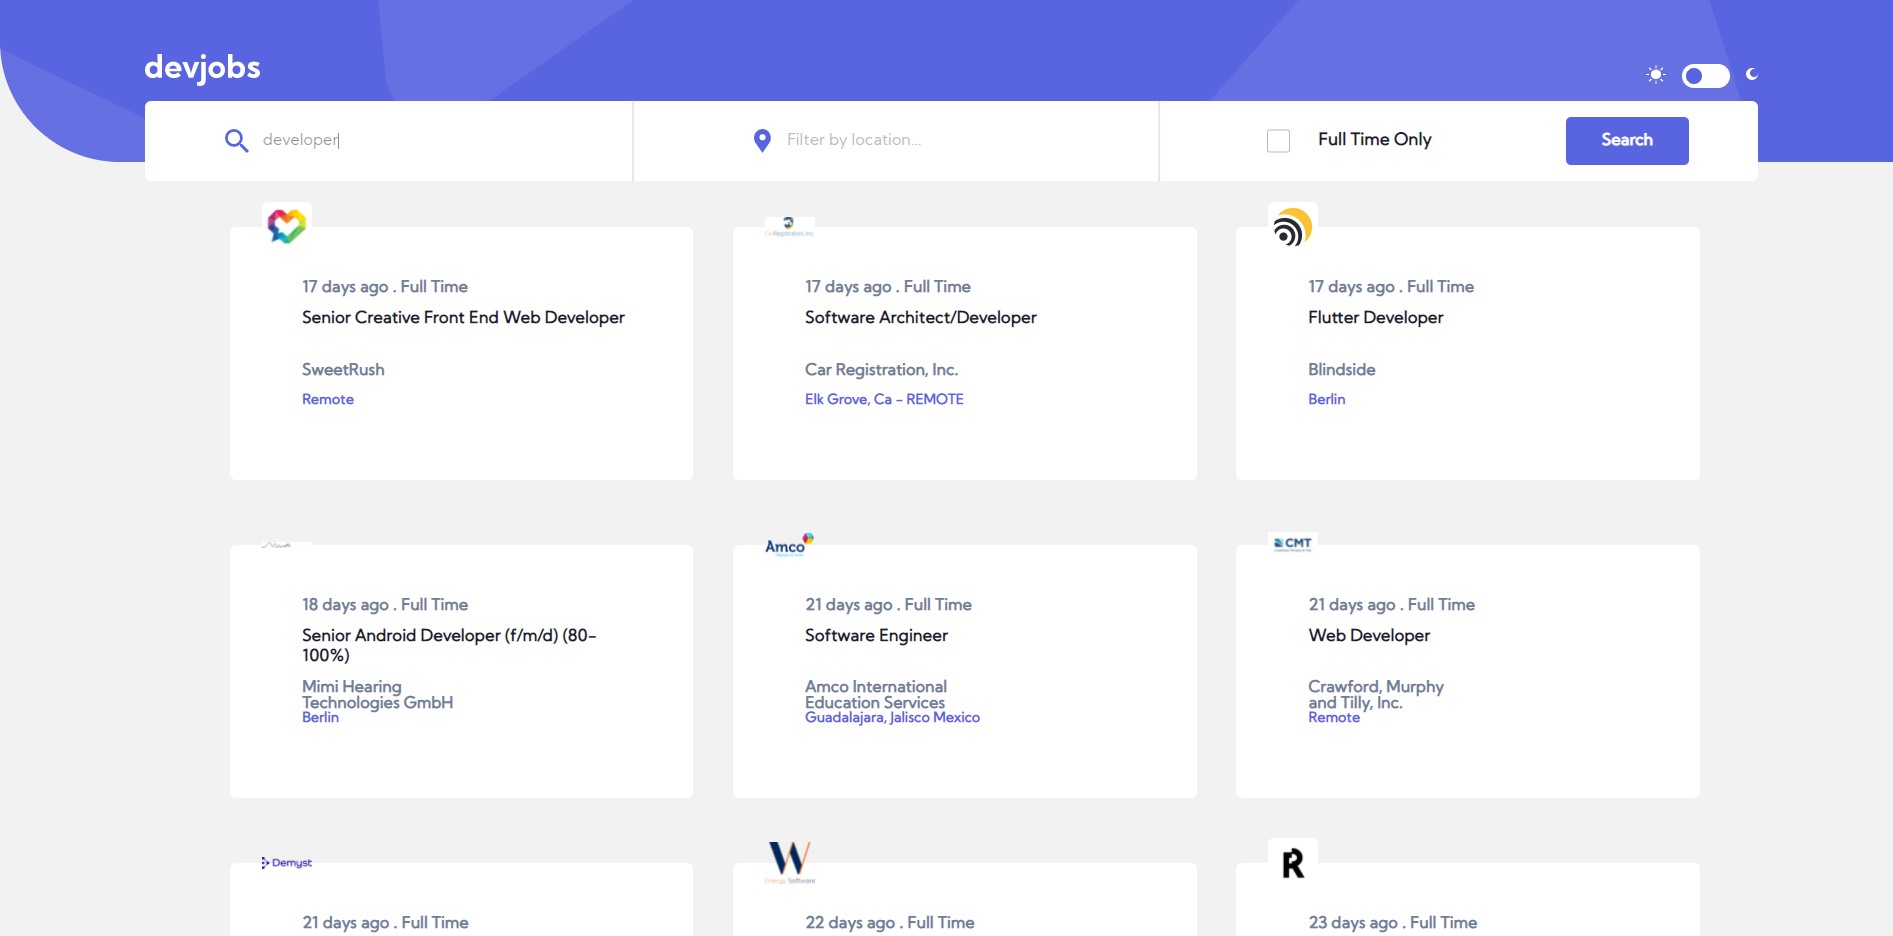 devjobs
developer
Filter by location...
Full Time Only
Search
Car Registration, Inc.
17 days ago . Full Time
Senior Creative Front End Web Developer
SweetRush
Remote
17 days ago . Full Time
Software Architect/Developer
Car Registration, Inc.
Elk Grove, Ca - REMOTE
17 days ago . Full Time
Flutter Developer
Blindside
Berlin
18 days ago . Full Time
Senior Android Developer (f/m/d) (80-
100%)
Mimi Hearing
Technologies GmbH
Berlin
Amco
21 days ago . Full Time
Software Engineer
Amco International
Education Services
Guadalajara, Jalisco Mexico
CMT
21 days ago . Full Time
Web Developer
Crawford, Murphy
and Tilly, Inc.
Remote
Demyst
21 days ago . Full Time
W
Energy Software
22 days ago . Full Time
R
23 days ago . Full Time